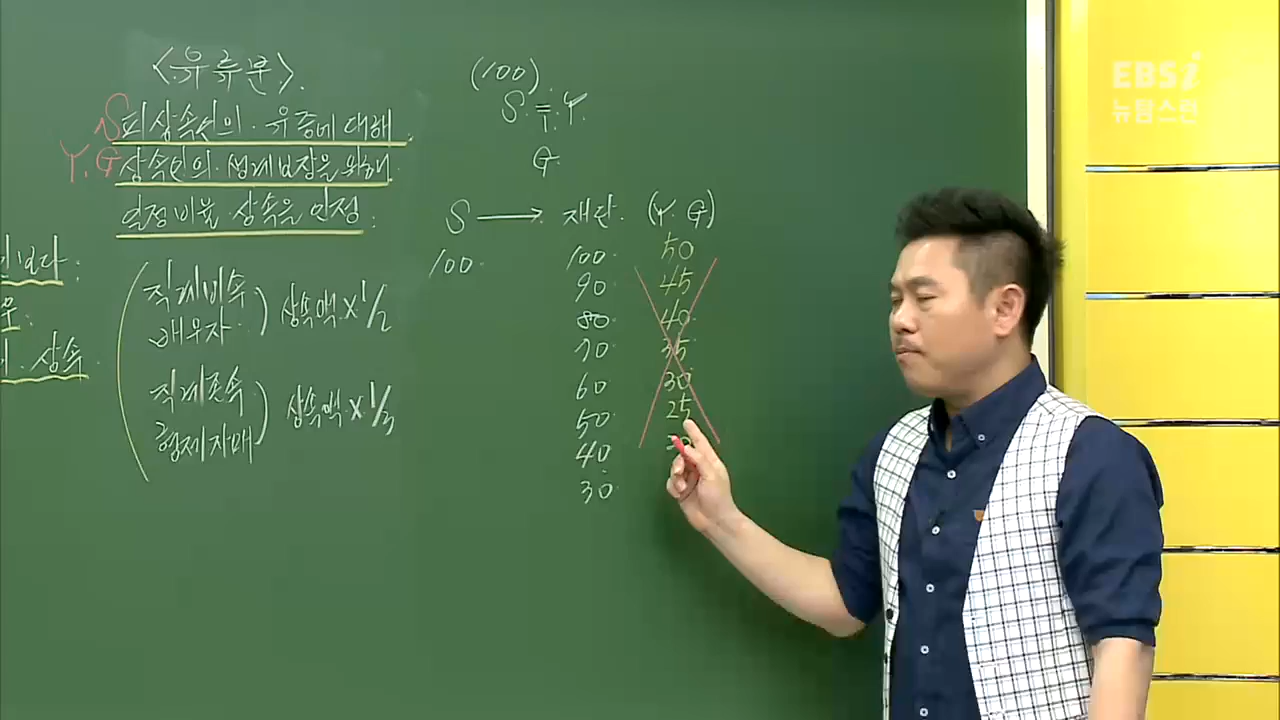 <유류분>
S 피상속인의 유증에 대해
Y. G 상속인의 생계보장을 위해
일정비율 상속을 인정.
보다.
상속.
직계비속
배우자.
상속액 x 1/2
직계존속
형제자매
상속액 x 1/3
(100).
S = Y.
G.
S → 재단. (Y. G)
100. 100. 50
90. 45
80. 40
70. 35
60. 30
50. 25
40
30.
EBSi
뉴탐스런